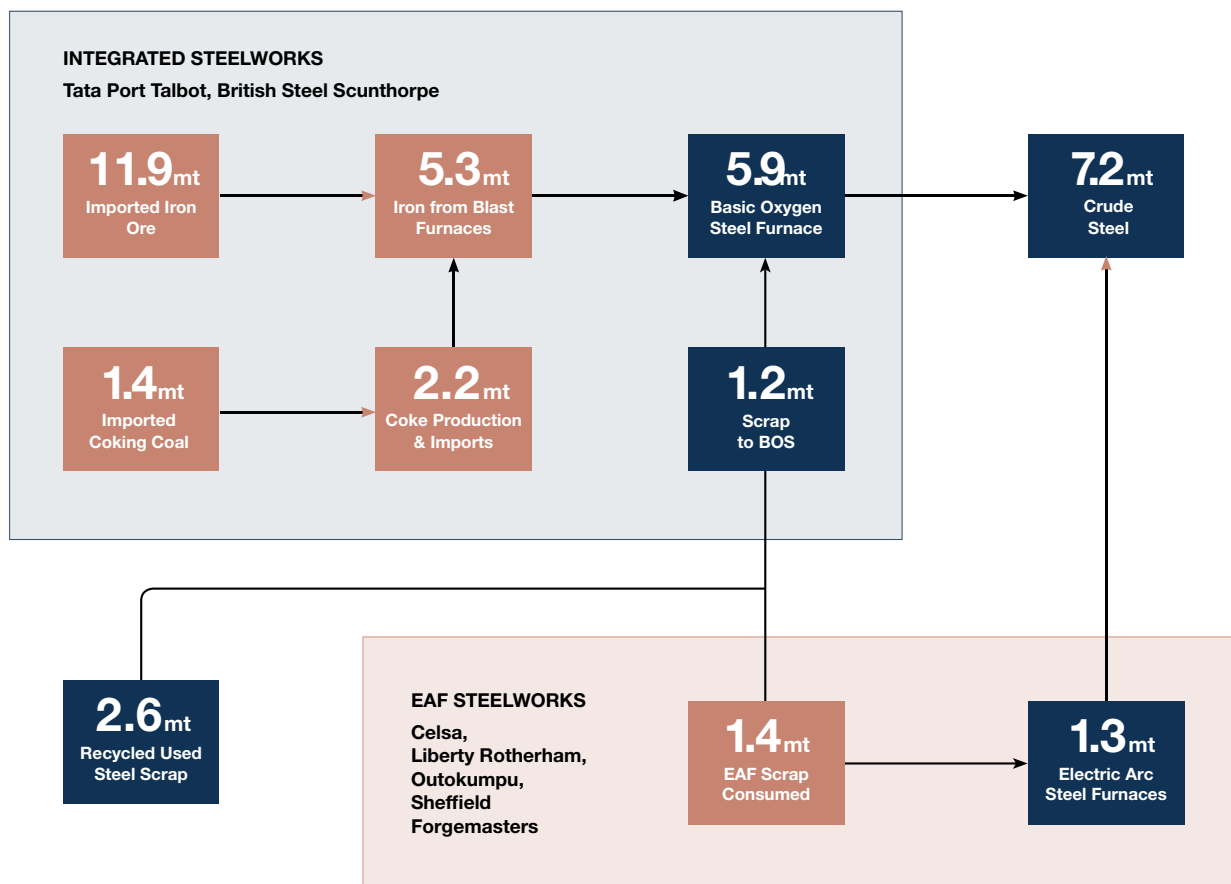 INTEGRATED STEELWORKS
Tata Port Talbot, British Steel Scunthorpe
11.9mt
Imported Iron
Ore
5.3mt
Iron from Blast
Furnaces
5.9mt
Basic Oxygen
Steel Furnace
7.2mt
Crude
Steel
1.4mt
Imported
Coking Coal
2.2mt
Coke Production
& Imports
1.2mt
Scrap
to BOS
2.6mt
Recycled Used
Steel Scrap
EAF STEELWORKS
Celsa,
Liberty Rotherham,
Outokumpu,
Sheffield
Forgemasters
1.4mt
EAF Scrap
Consumed
1.3mt
Electric Arc
Steel Furnaces